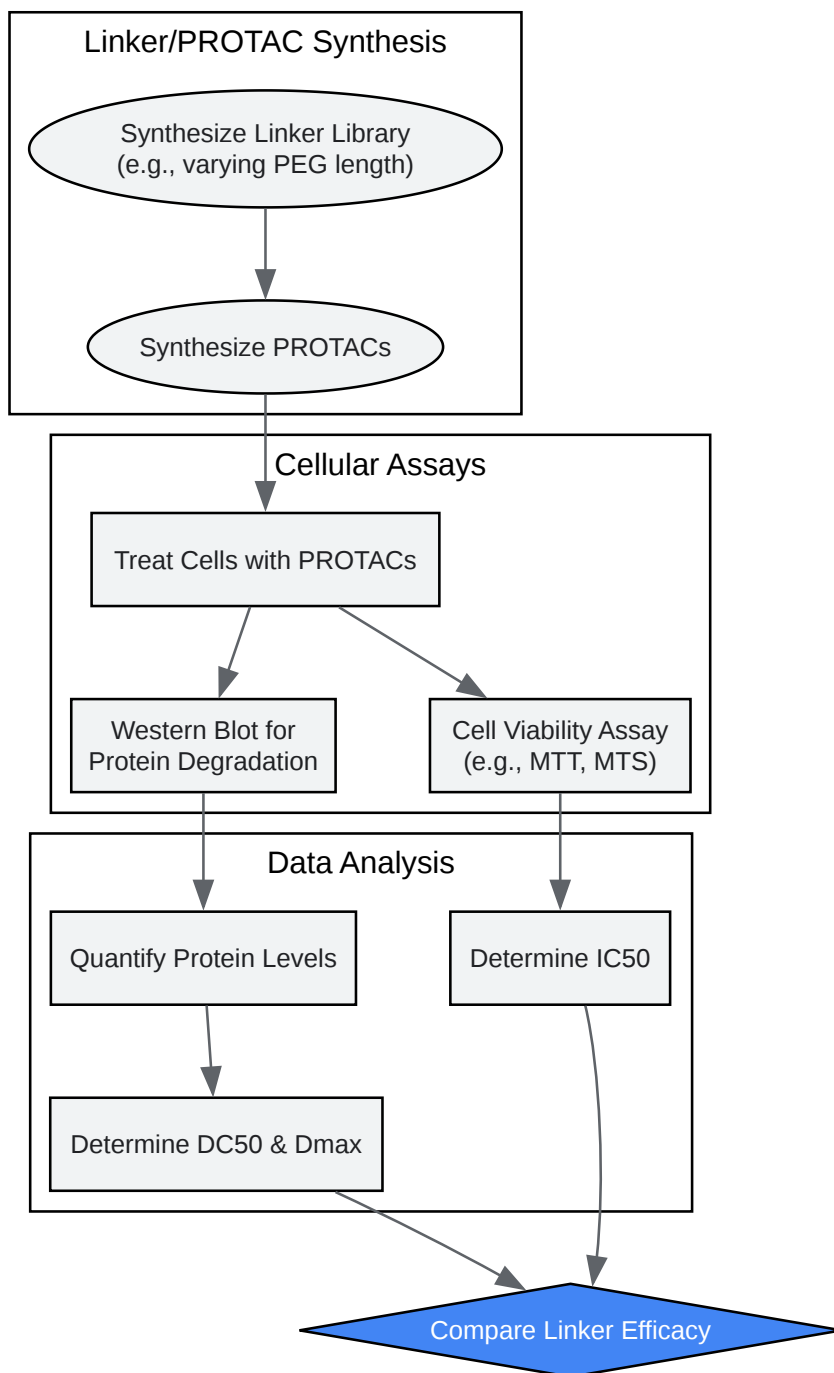 Linker/PROTAC Synthesis
Synthesize Linker Library
(e.g., varying PEG length)
Synthesize PROTACs
Cellular Assays
Treat Cells with PROTACs
Western Blot for
Protein Degradation
Cell Viability Assay
(e.g., MTT, MTS)
Data Analysis
Quantify Protein Levels
Determine IC50
Determine DC50 & Dmax
Compare Linker Efficacy